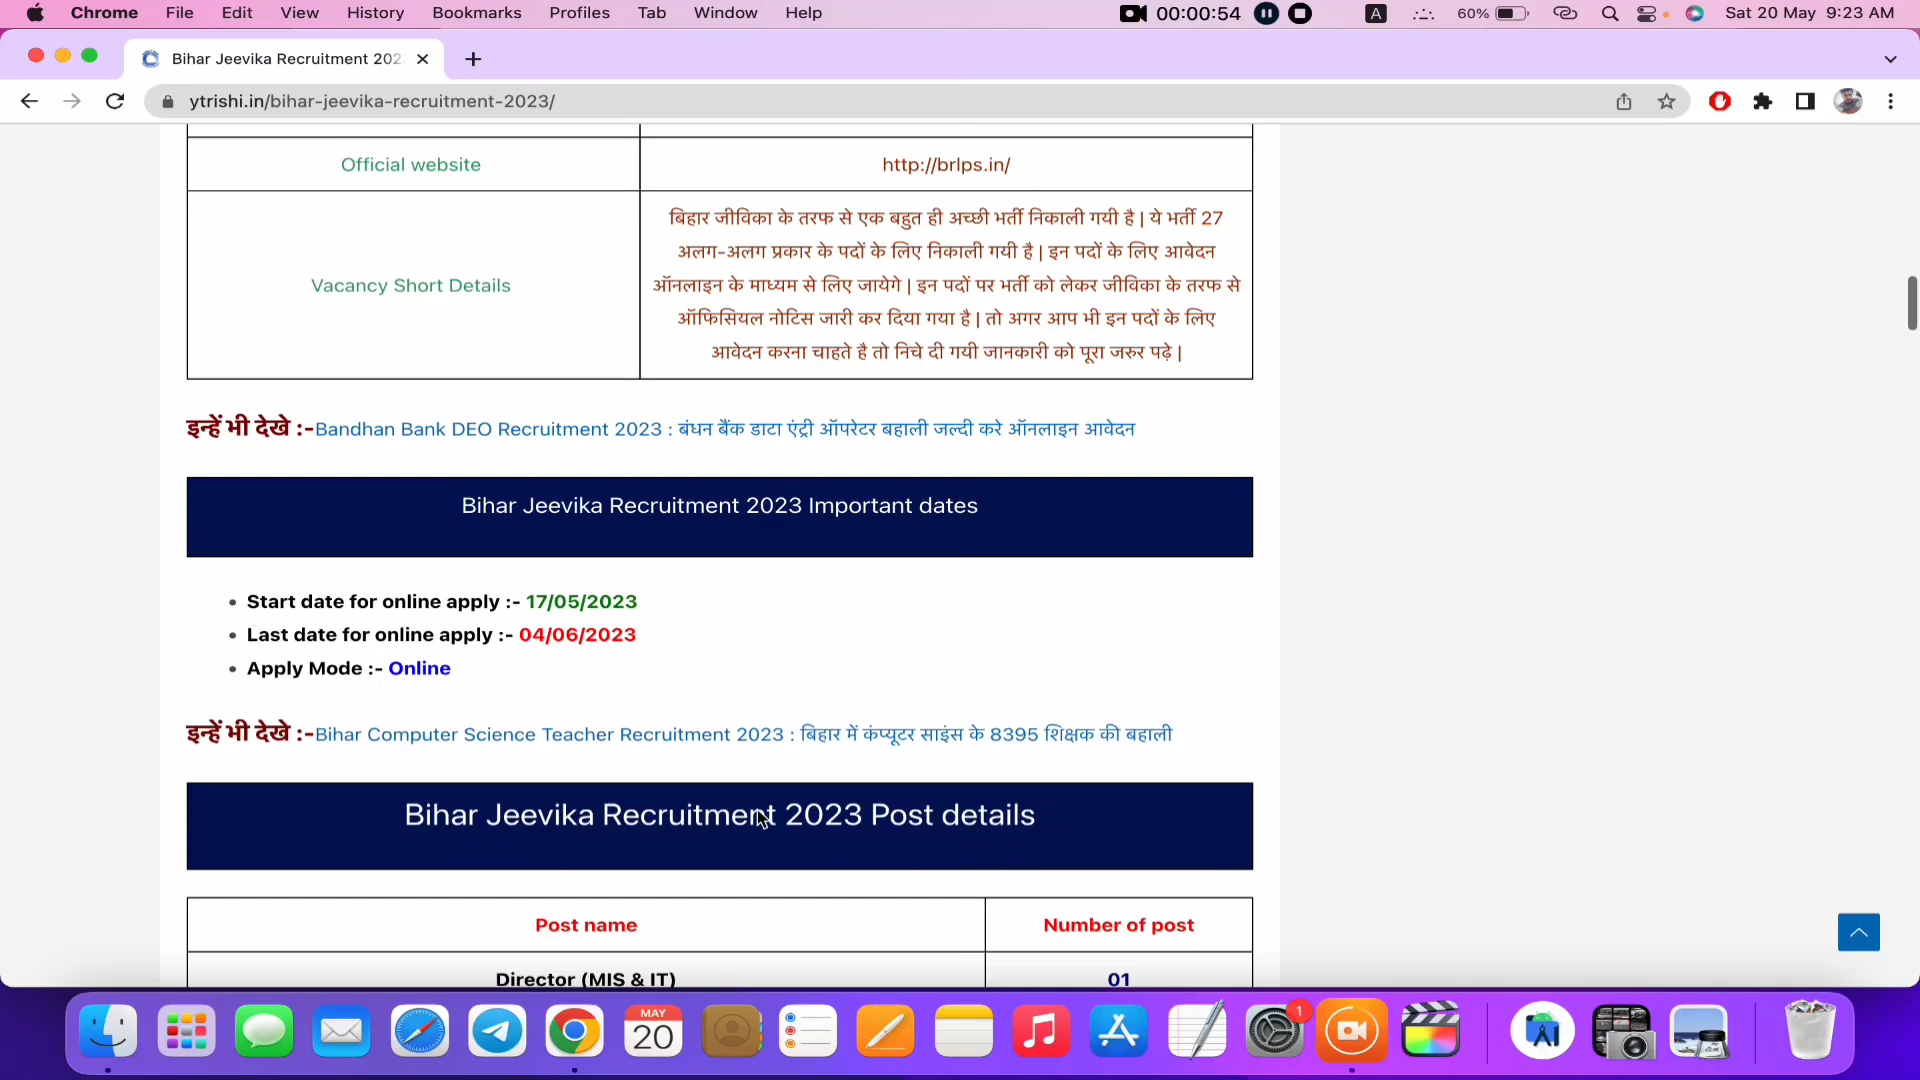 Chrome File Edit View History Bookmarks Profiles Tab Window Help 00:00:54 A 60% Sat 20 May 9:23 AM
Bihar Jeevika Recruitment 202
ytrishi.in/bihar-jeevika-recruitment-2023/
Official website http://brlps.in/
बिहार जीविका के तरफ से एक बहुत ही अच्छी भर्ती निकाली गयी है | ये भर्ती 27
अलग-अलग प्रकार के पदों के लिए निकाली गयी है | इन पदों के लिए आवेदन
Vacancy Short Details ऑनलाइन के माध्यम से लिए जायेगे | इन पदों पर भर्ती को लेकर जीविका के तरफ से
ऑफिसियल नोटिस जारी कर दिया गया है | तो अगर आप भी इन पदों के लिए
आवेदन करना चाहते है तो निचे दी गयी जानकारी को पूरा जरुर पढ़े |
इन्हें भी देखे :-Bandhan Bank DEO Recruitment 2023 : बंधन बैंक डाटा एंट्री ऑपरेटर बहाली जल्दी करे ऑनलाइन आवेदन
Bihar Jeevika Recruitment 2023 Important dates
Start date for online apply :- 17/05/2023
Last date for online apply :- 04/06/2023
Apply Mode :- Online
इन्हें भी देखे :-Bihar Computer Science Teacher Recruitment 2023 : बिहार में कंप्यूटर साइंस के 8395 शिक्षक की बहाली
Bihar Jeevika Recruitment 2023 Post details
Post name Number of post
Director (MIS & IT) 01
MAY
20
1